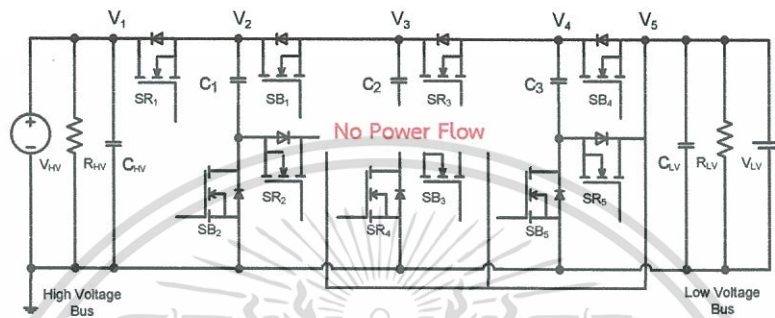 V1 V2 V3 V4 V5
C1 C2 C3
SR1 SB1 SR3 SB4
No Power Flow
+
−
VHV RHV CHV CLV RLV VLV
SR2 SB3 SR5
SB2 SR4 SB5
High Voltage
Bus
Low Voltage
Bus